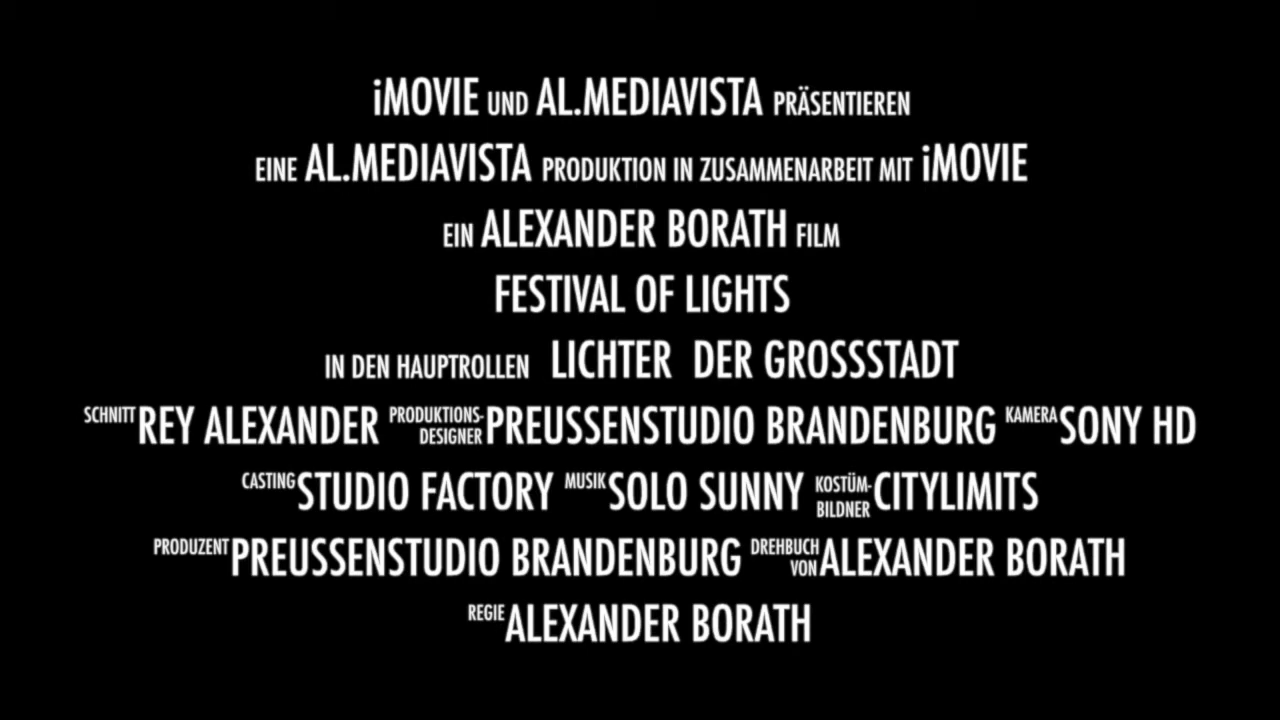 iMOVIE UND AL.MEDIAVISTA PRÄSENTIEREN
EINE AL.MEDIAVISTA PRODUKTION IN ZUSAMMENARBEIT MIT iMOVIE
EIN ALEXANDER BORATH FILM
FESTIVAL OF LIGHTS
IN DEN HAUPTROLLEN LICHTER DER GROSSSTADT
SCHNITT REY ALEXANDER PRODUKTIONS-DESIGNER PREUSSENSTUDIO BRANDENBURG KAMERA SONY HD
CASTING STUDIO FACTORY MUSIK SOLO SUNNY KOSTÜM-BILDNER CITYLIMITS
PRODUZENT PREUSSENSTUDIO BRANDENBURG DREHBUCH VON ALEXANDER BORATH
REGIE ALEXANDER BORATH